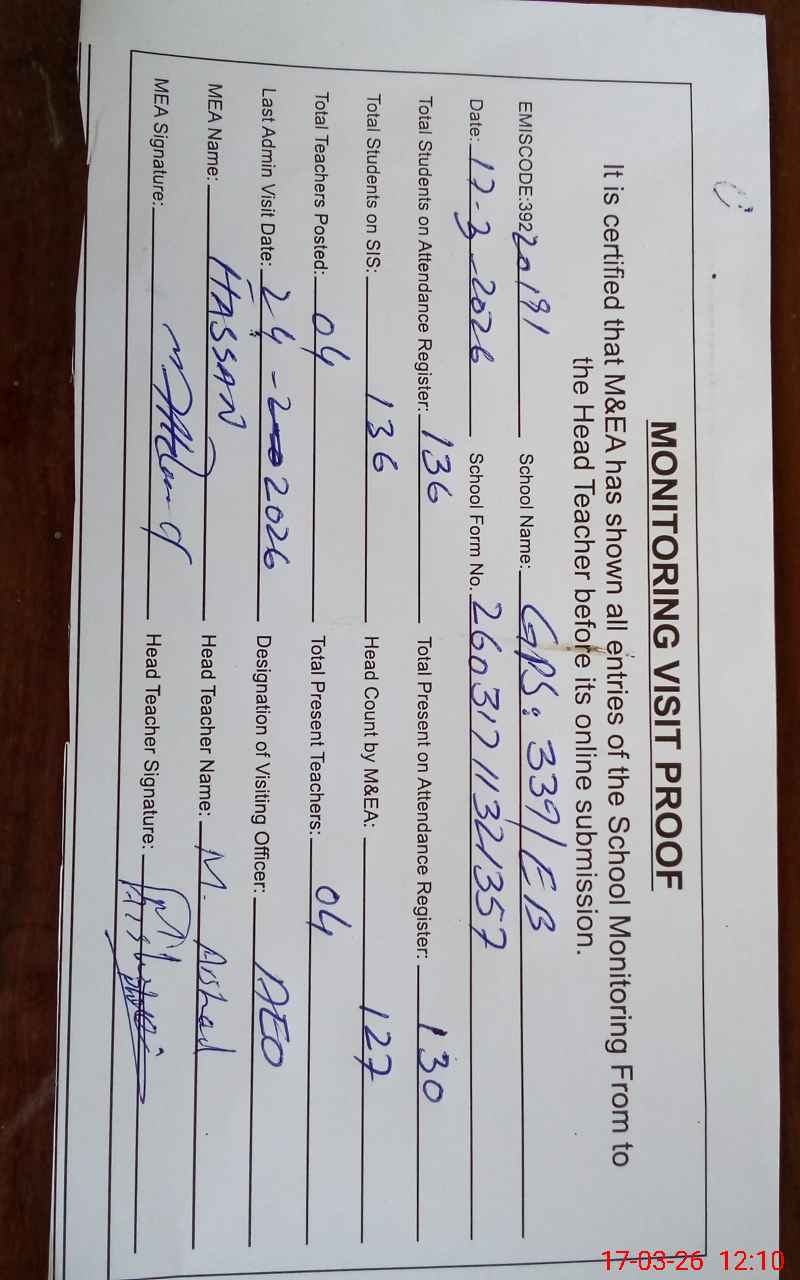 MONITORING VISIT PROOF
It is certified that M&EA has shown all entries of the School Monitoring From to
the Head Teacher before its online submission.
EMISCODE:39220191 School Name: GPS: 339/EB
Date: 17-3-2026 School Form No. 26031711321357
Total Students on Attendance Register: 136 Total Present on Attendance Register: 130
Total Students on SIS: 136 Head Count by M&EA: 127
Total Teachers Posted: 04 Total Present Teachers: 04
Last Admin Visit Date: 24-2-2026 Designation of Visiting Officer: AEO
MEA Name: HASSAN Head Teacher Name: M. Arshad
MEA Signature: Head Teacher Signature:
17-03-26 12:10